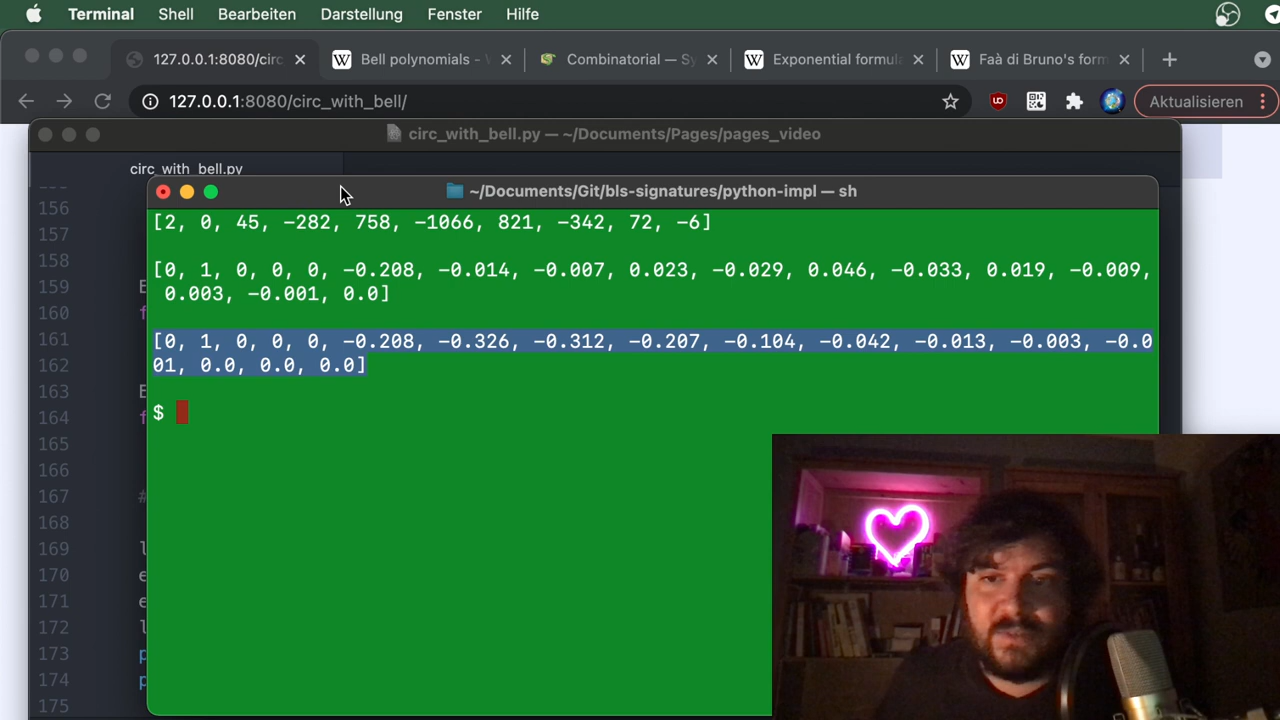 Terminal Shell Bearbeiten Darstellung Fenster Hilfe
127.0.0.1:8080/circ Bell polynomials - Combinatorial — Sy Exponential formula Faà di Bruno's form
127.0.0.1:8080/circ_with_bell/ Aktualisieren
circ_with_bell.py — ~/Documents/Pages/pages_video
circ_with_bell.py
~/Documents/Git/bls-signatures/python-impl — sh
156
157
158
159
160
161
162
163
164
165
166
167 #
168
169
170
171
172
173
174
175
[2, 0, 45, −282, 758, −1066, 821, −342, 72, −6]
[0, 1, 0, 0, 0, −0.208, −0.014, −0.007, 0.023, −0.029, 0.046, −0.033, 0.019, −0.009,
0.003, −0.001, 0.0]
[0, 1, 0, 0, 0, −0.208, −0.326, −0.312, −0.207, −0.104, −0.042, −0.013, −0.003, −0.0
01, 0.0, 0.0, 0.0]
$